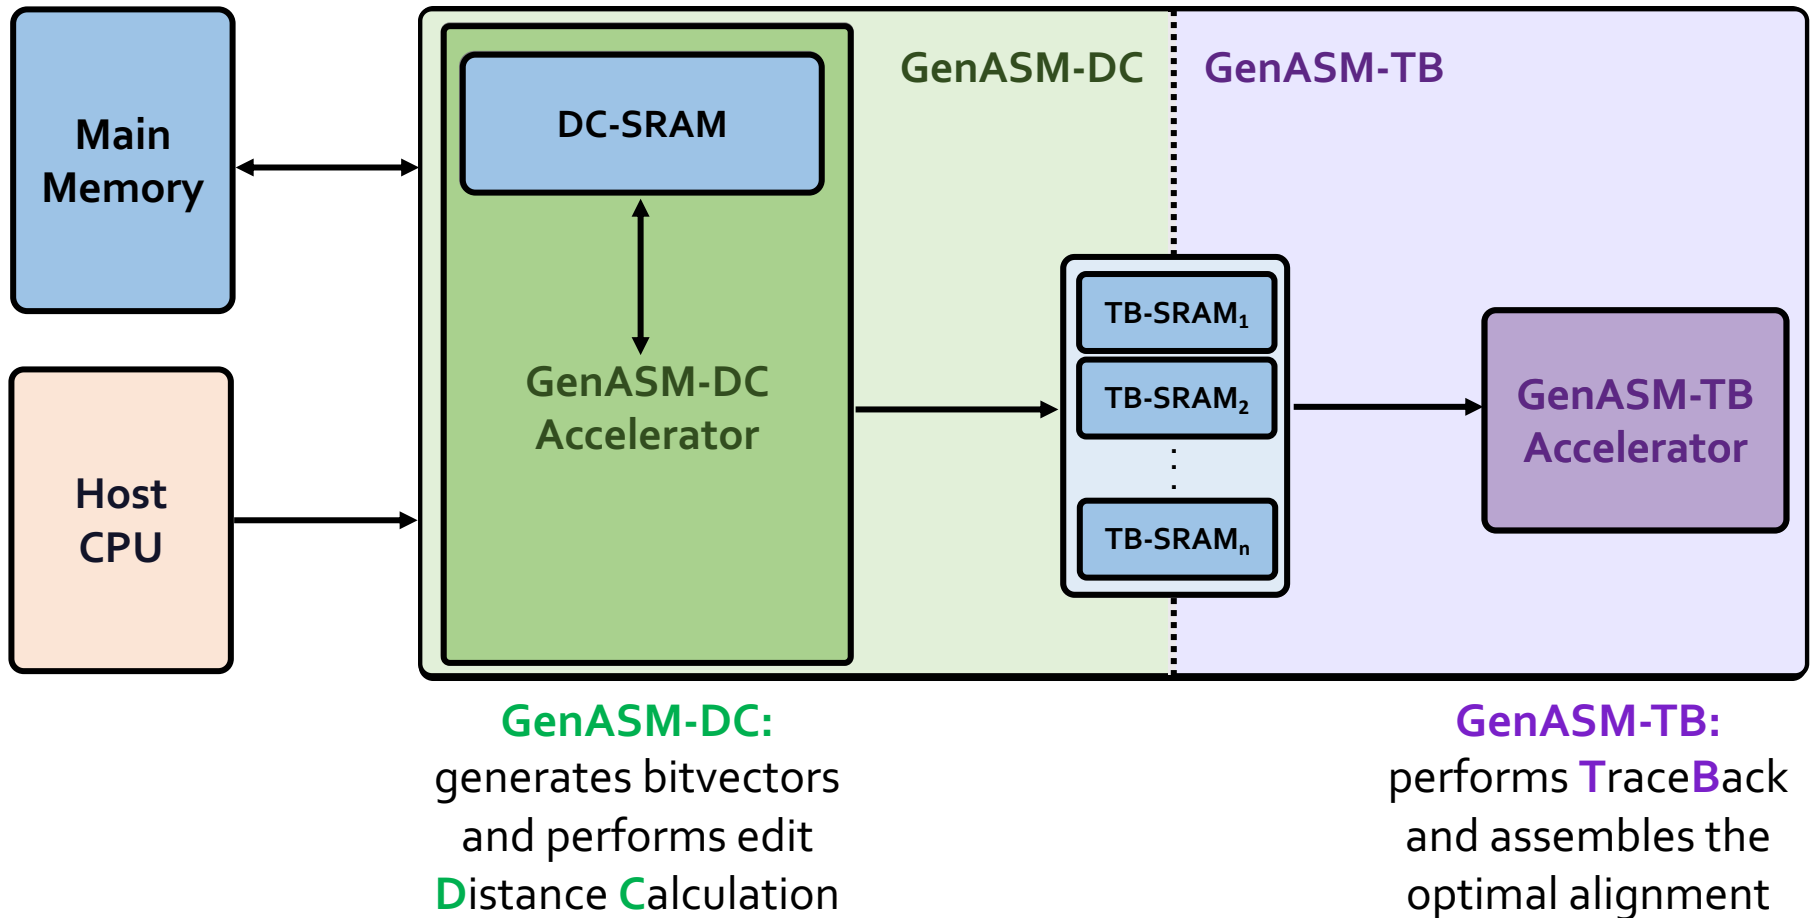 Main
Memory
Host
CPU
DC-SRAM
GenASM-DC
Accelerator
GenASM-DC
GenASM-TB
TB-SRAM₁
TB-SRAM₂
⋮
TB-SRAMₙ
GenASM-TB
Accelerator
GenASM-DC:
generates bitvectors
and performs edit
Distance Calculation
GenASM-TB:
performs TraceBack
and assembles the
optimal alignment